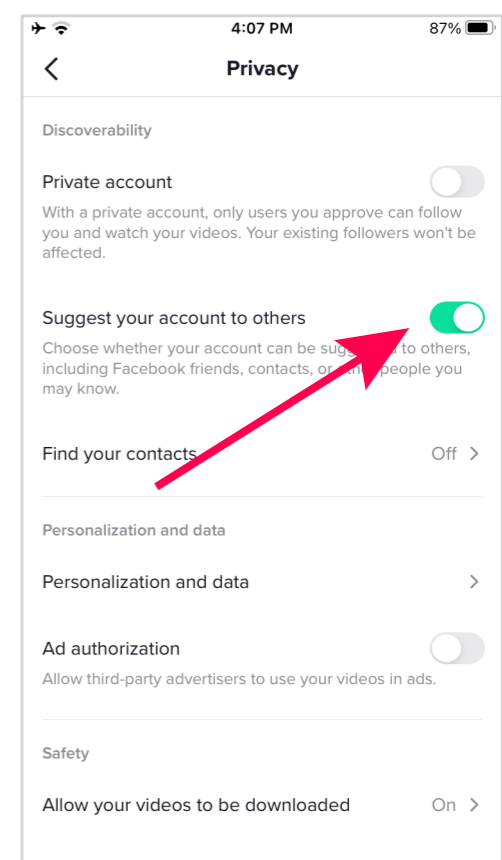 4:07 PM 87%
Privacy
Discoverability
Private account
With a private account, only users you approve can follow
you and watch your videos. Your existing followers won't be
affected.
Suggest your account to others
Choose whether your account can be to others,
including Facebook friends, contacts, or people you
may know.
Find your contacts Off
Personalization and data
Personalization and data
Ad authorization
Allow third-party advertisers to use your videos in ads.
Safety
Allow your videos to be downloaded On